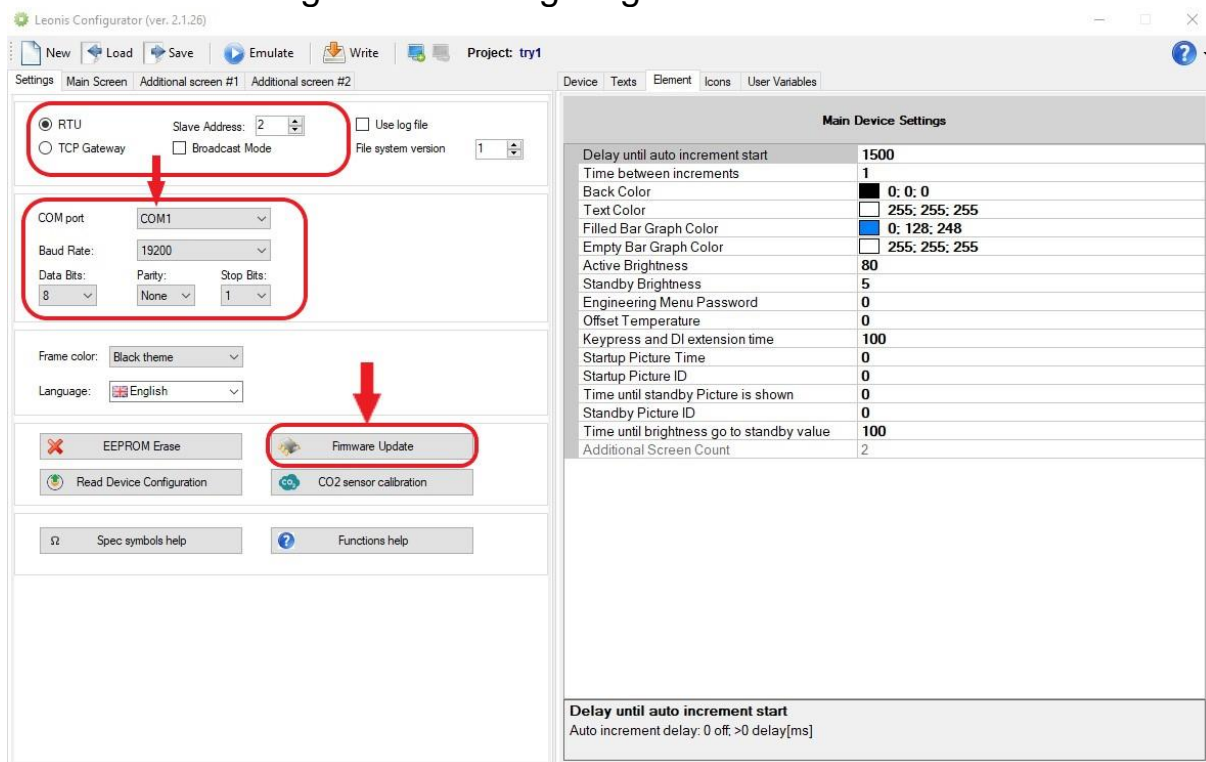 Leonis Configurator (ver. 2.1.26)
New Load Save Emulate Write Project: try1
Settings Main Screen Additional screen #1 Additional screen #2
RTU Slave Address: 2 Use log file
TCP Gateway Broadcast Mode File system version 1
COM port COM1
Baud Rate: 19200
Data Bits: Parity: Stop Bits:
8 None 1
Frame color: Black theme
Language: English
EEPROM Erase Firmware Update
Read Device Configuration CO2 sensor calibration
Ω Spec symbols help Functions help
Device Texts Element Icons User Variables
Main Device Settings
Delay until auto increment start 1500
Time between increments 1
Back Color 0; 0; 0
Text Color 255; 255; 255
Filled Bar Graph Color 0; 128; 248
Empty Bar Graph Color 255; 255; 255
Active Brightness 80
Standby Brightness 5
Engineering Menu Password 0
Offset Temperature 0
Keypress and DI extension time 100
Startup Picture Time 0
Startup Picture ID 0
Time until standby Picture is shown 0
Standby Picture ID 0
Time until brightness go to standby value 100
Additional Screen Count 2
Delay until auto increment start
Auto increment delay: 0 off; >0 delay[ms]